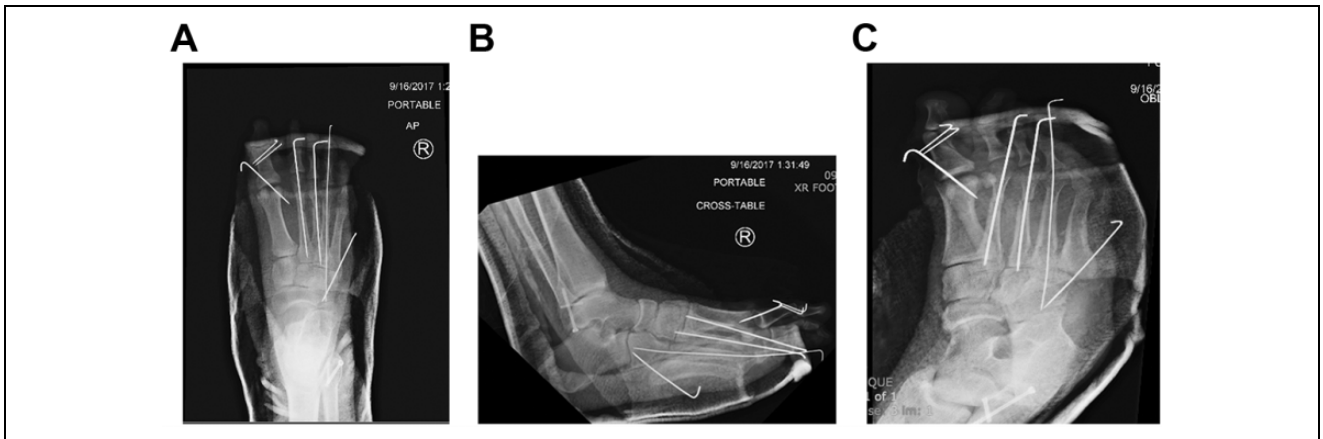 A
B
C
9/16/2017 1:2
PORTABLE
AP
R
9/16/2017 1.31.49
09
PORTABLE
XR FOO
CROSS-TABLE
R
9/16/2
OBL
QUE
1 of 1